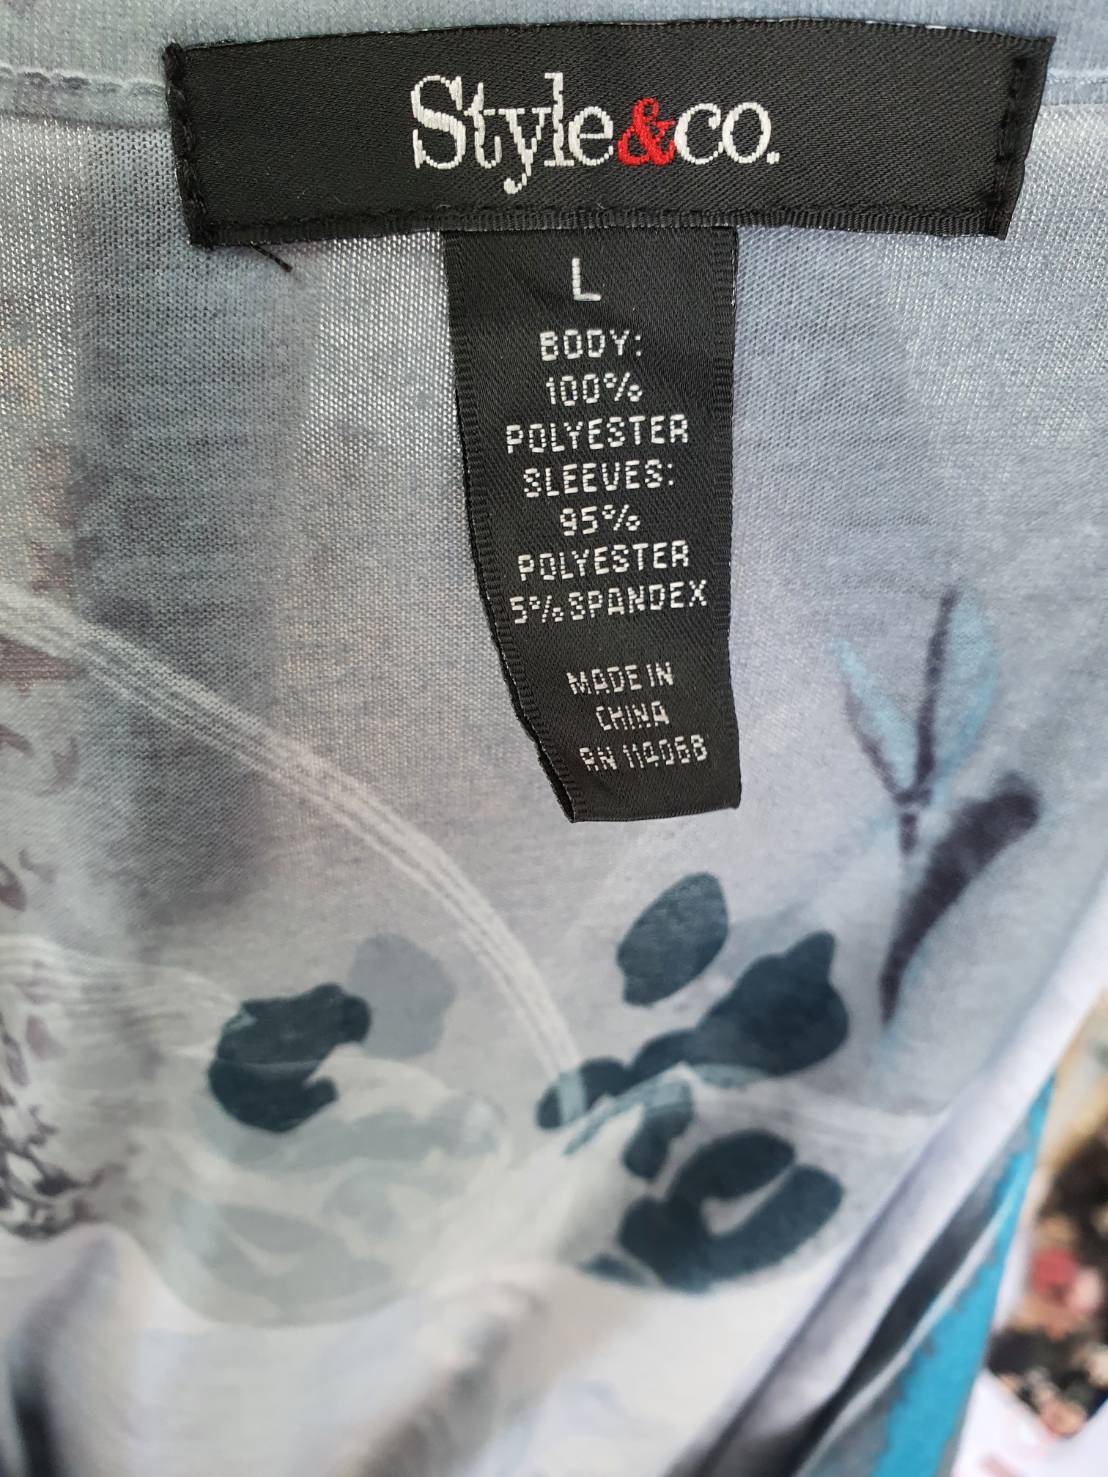 Style&co.
L
BODY:
100%
POLYESTER
SLEEVES:
95%
POLYESTER
5% SPANDEX
MADE IN
CHINA
RN 114068